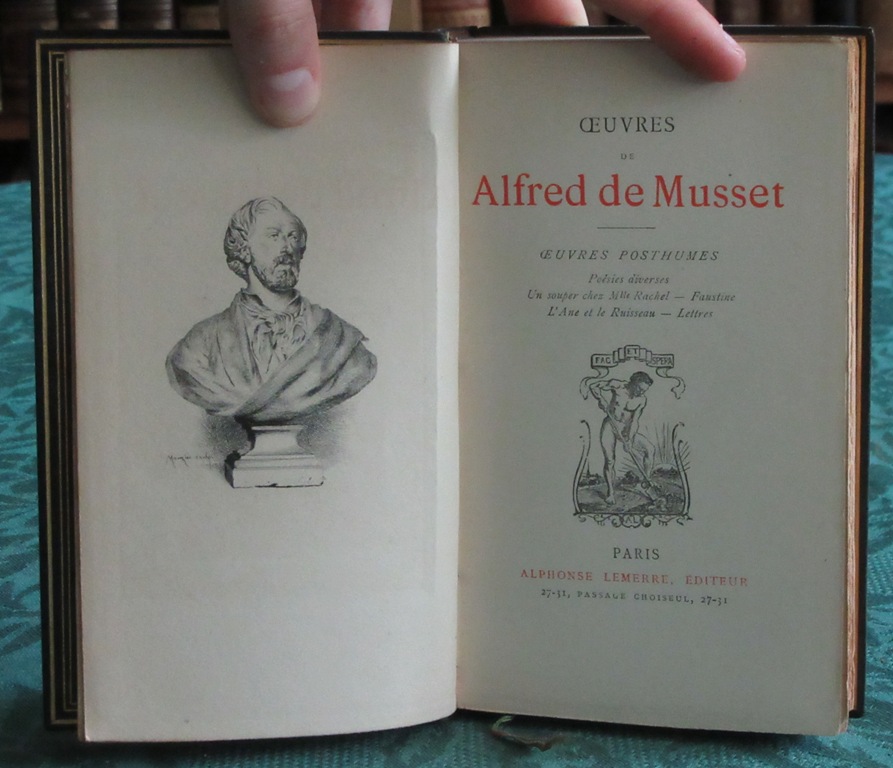 ŒUVRES
DE
Alfred de Musset
ŒUVRES POSTHUMES
Poésies diverses
Un souper chez Mlle Rachel — Faustine
L'Ane et le Ruisseau — Lettres
FAC ET SPERA
AL
PARIS
ALPHONSE LEMERRE, ÉDITEUR
27-31, PASSAGE CHOISEUL, 27-31